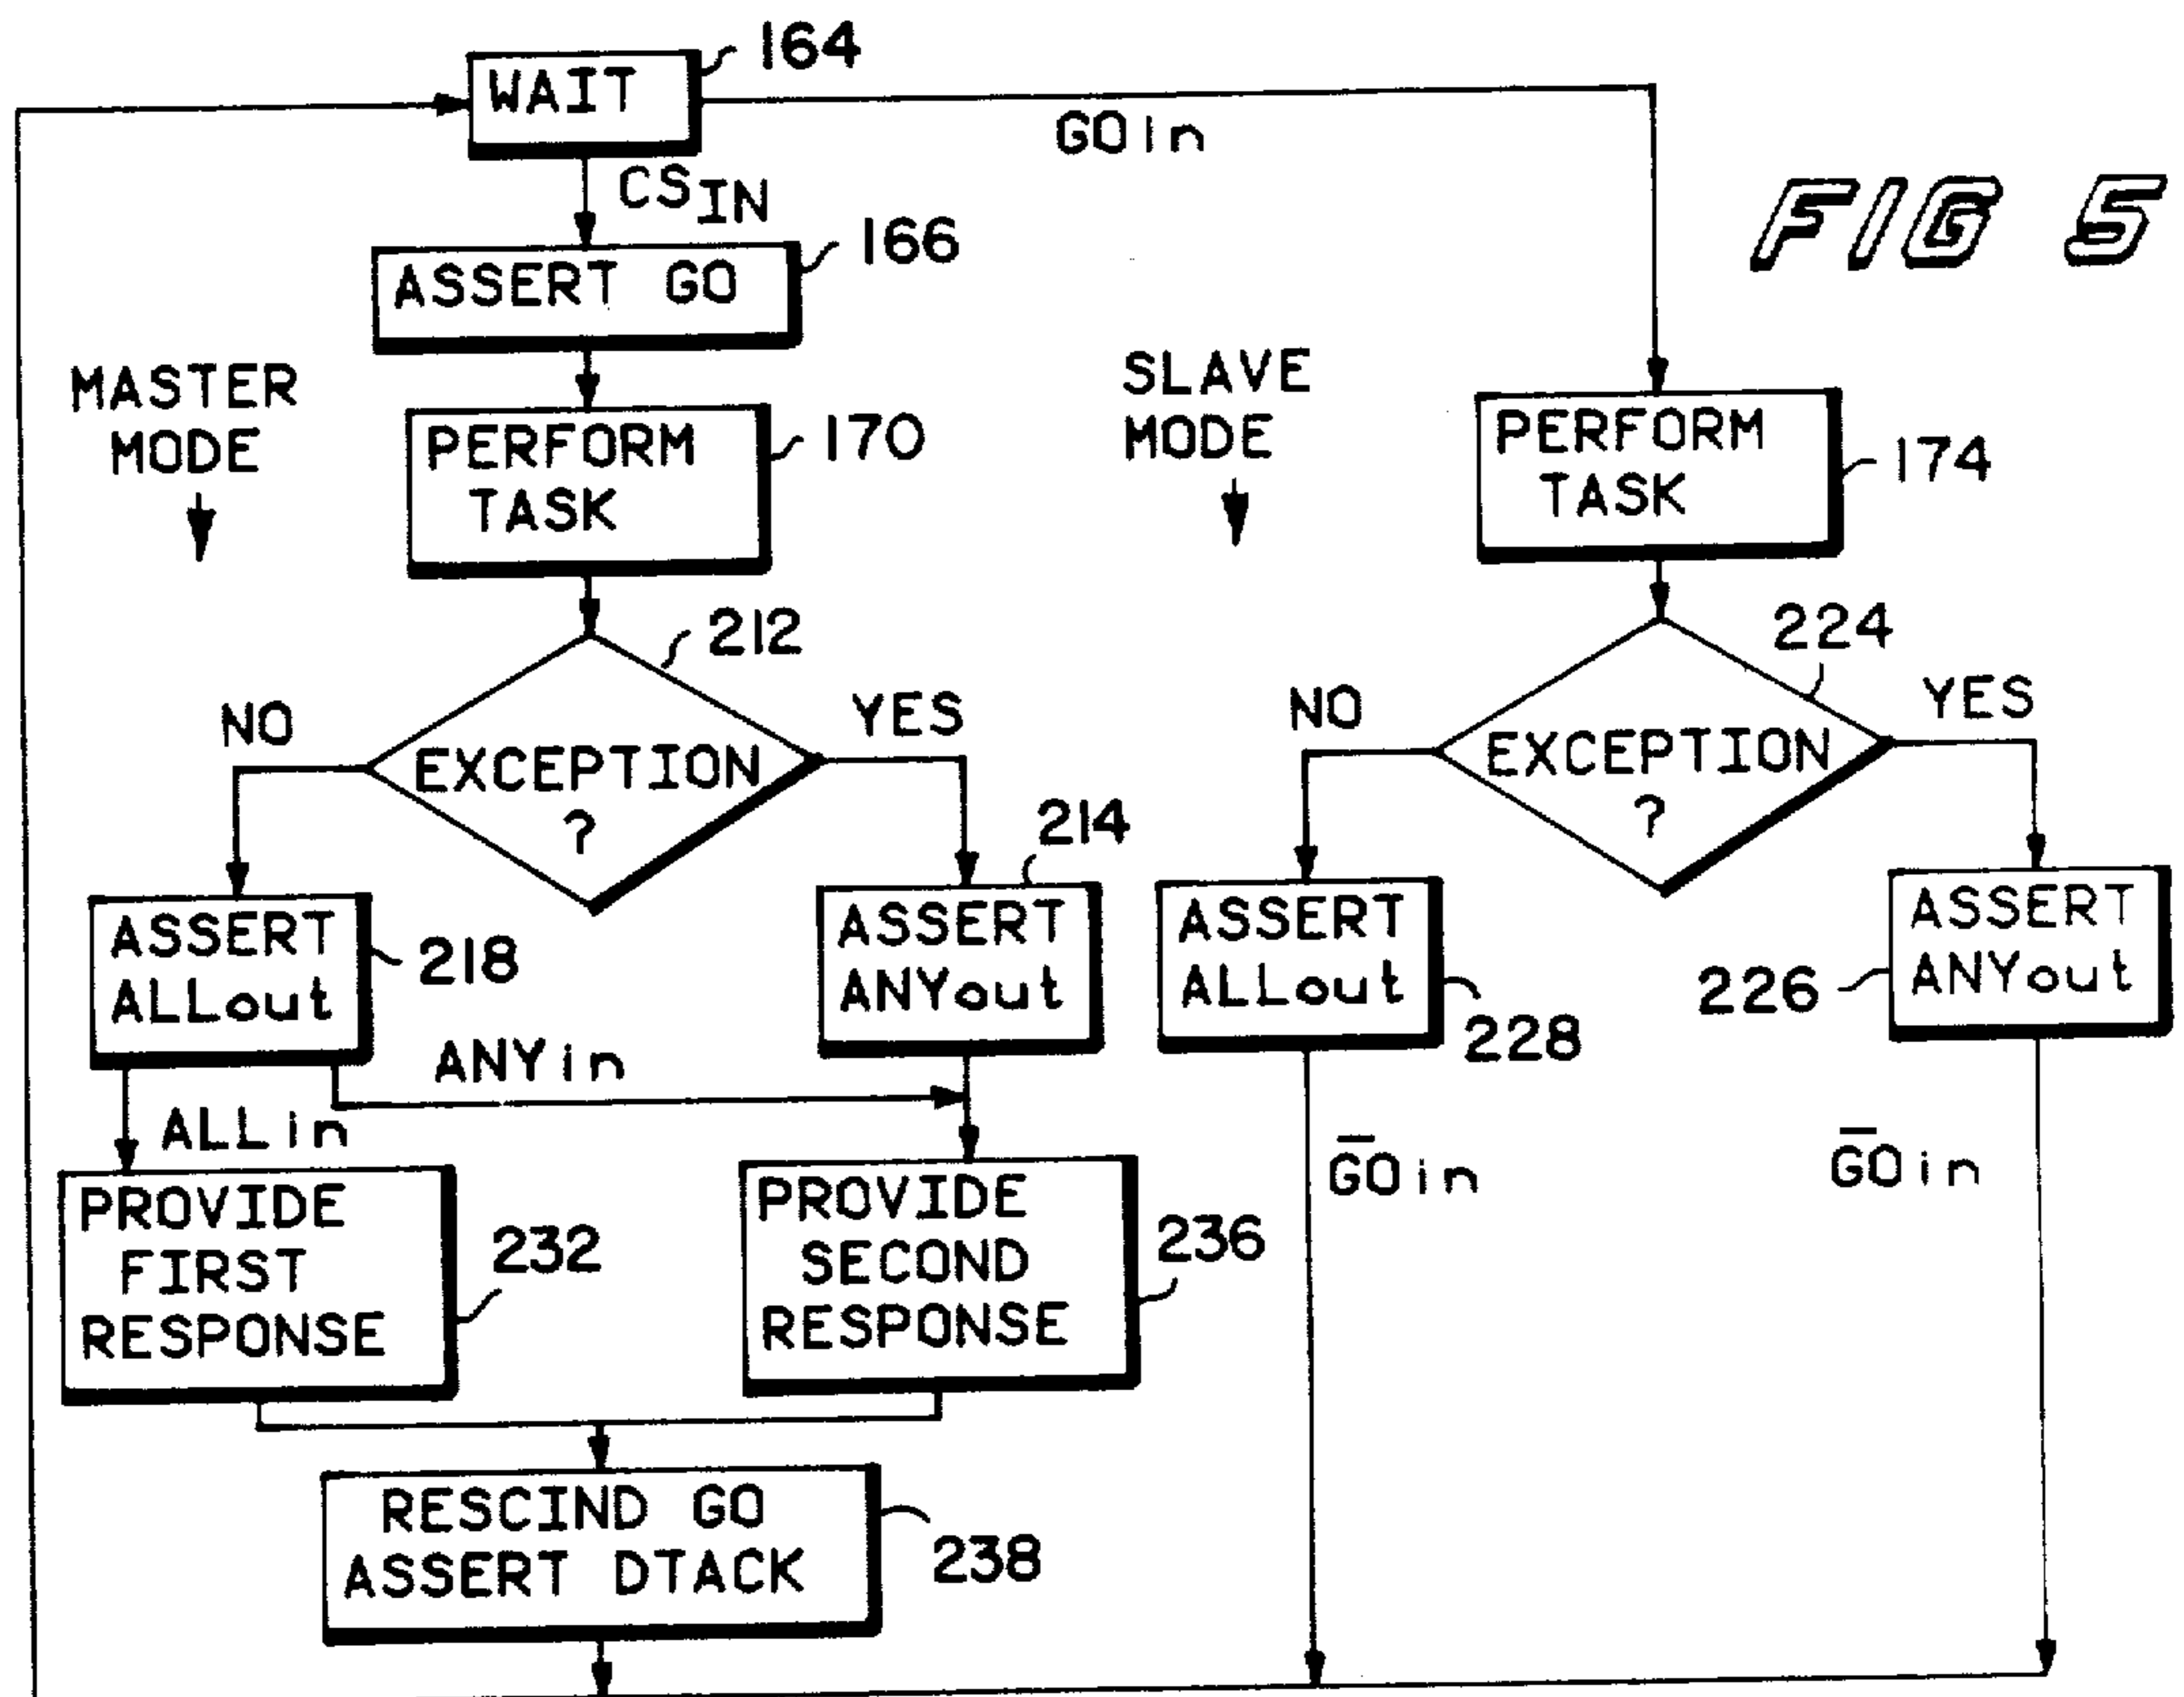 164
WAIT
GOin
CSIN
FIG 5
166
ASSERT GO
MASTER
MODE
SLAVE
MODE
PERFORM
TASK
170
PERFORM
TASK
174
212
224
NO
YES
NO
YES
EXCEPTION
?
EXCEPTION
?
214
ASSERT
ALLout
218
ASSERT
ANYout
ASSERT
ALLout
228
ASSERT
ANYout
226
ANYin
ALLin
G̅Oin
G̅Oin
PROVIDE
FIRST
RESPONSE
232
PROVIDE
SECOND
RESPONSE
236
RESCIND GO
ASSERT DTACK
238